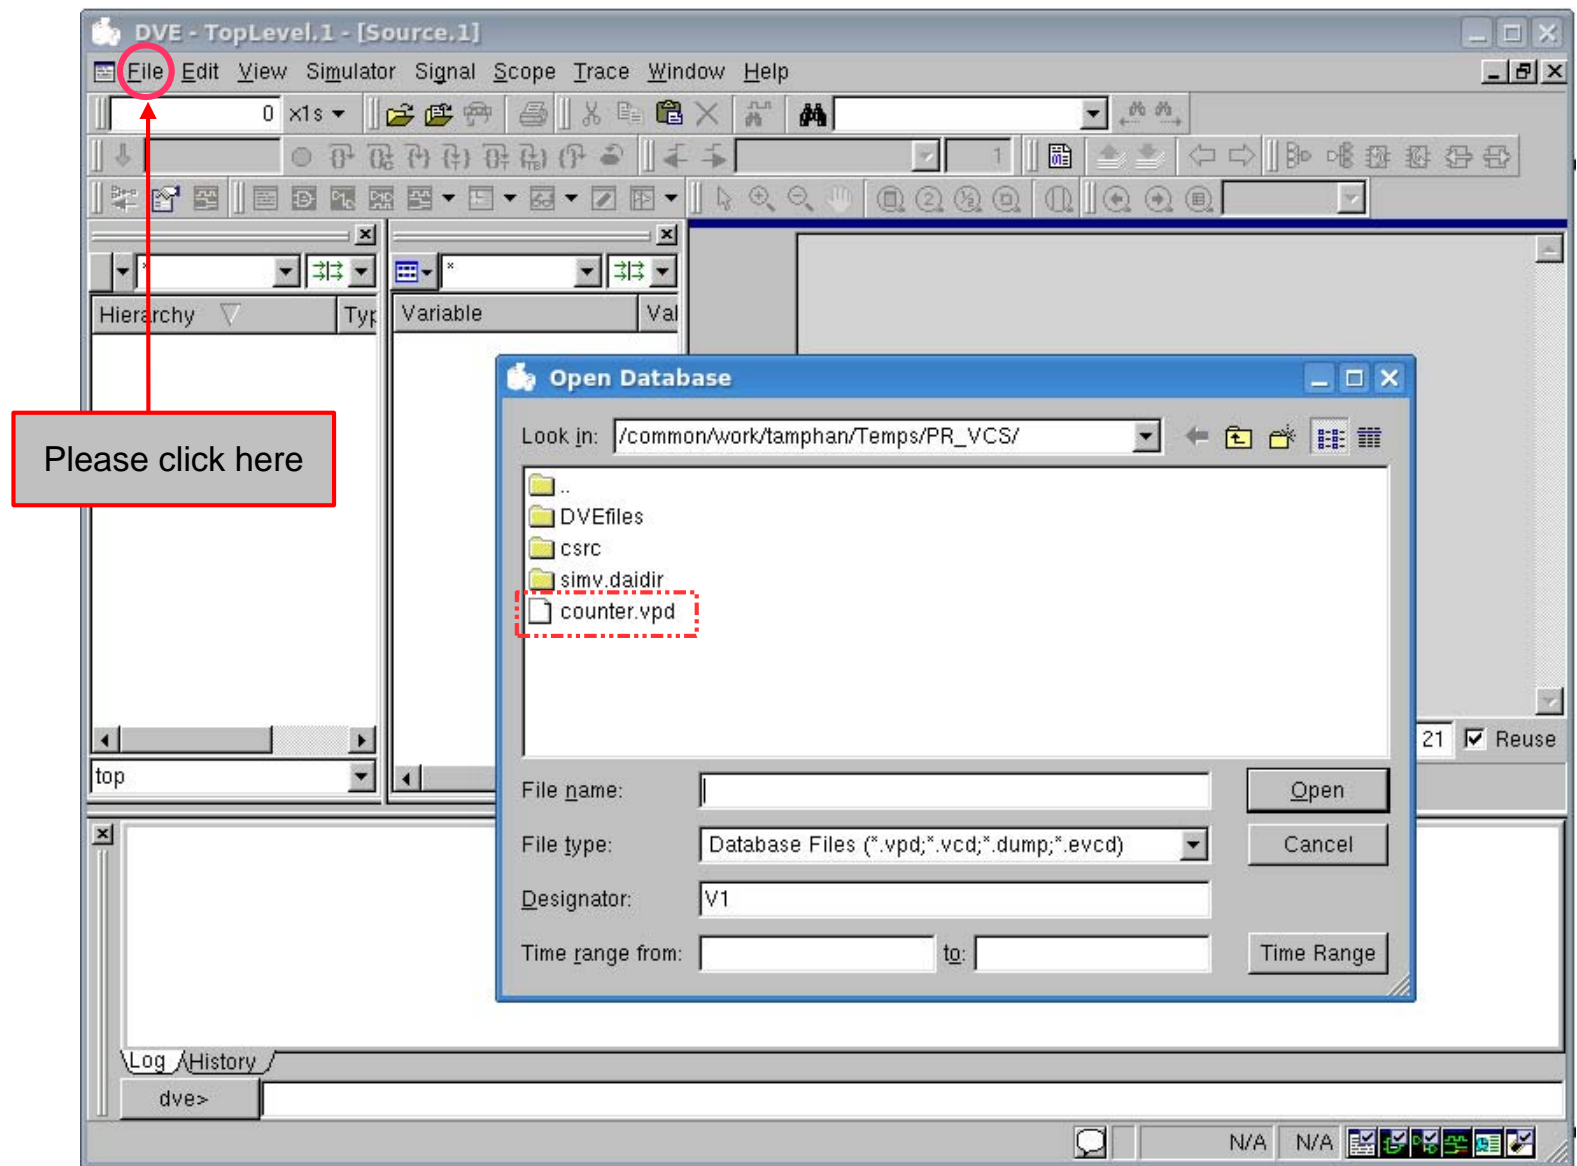 DVE - TopLevel.1 - [Source.1]
File Edit View Simulator Signal Scope Trace Window Help
0 x1s
1
* *
Hierarchy Typ Variable Val
Please click here
Open Database
Look in: /common/work/tamphan/Temps/PR_VCS/
..
DVEfiles
csrc
simv.daidir
counter.vpd
21 Reuse
top
File name: Open
File type: Database Files (*.vpd;*.vcd;*.dump;*.evcd) Cancel
Designator: V1
Time range from: to: Time Range
Log History
dve>
N/A N/A